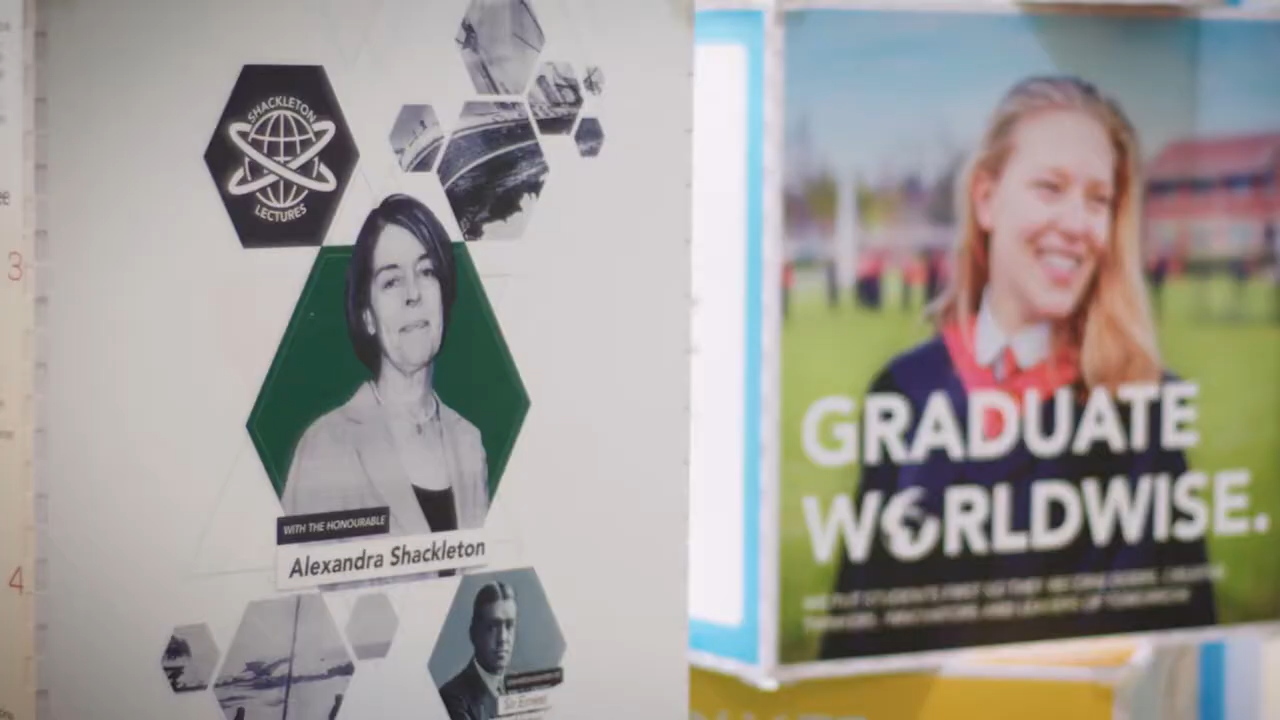 SHACKLETON
LECTURES
3
WITH THE HONOURABLE
Alexandra Shackleton
4
Sir Ernest
GRADUATE
WORLDWISE.